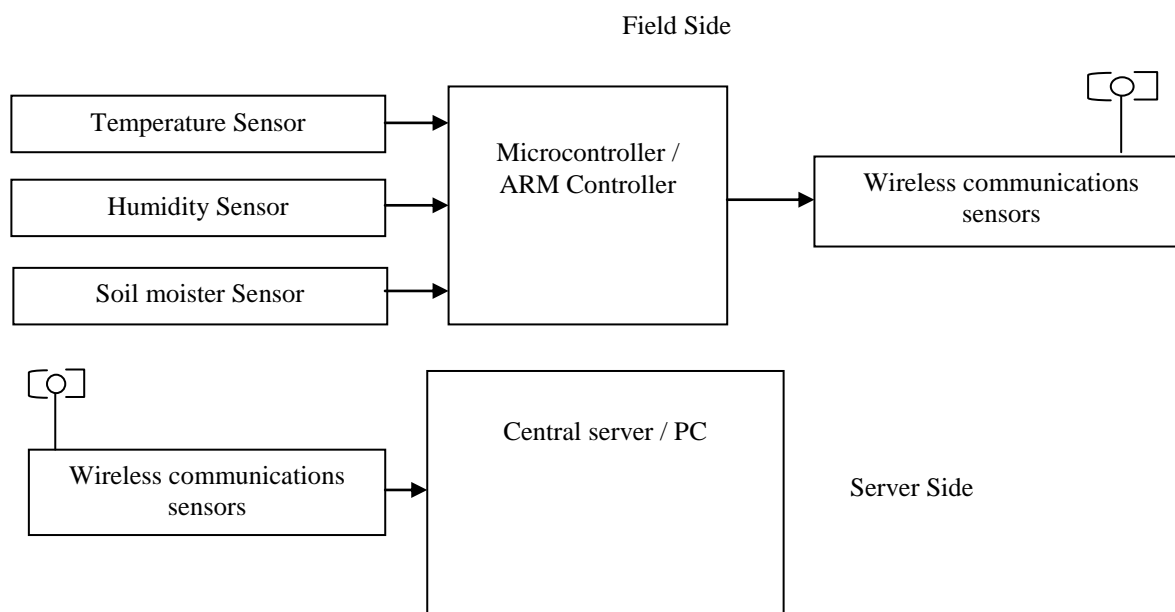 Field Side
Temperature Sensor
Humidity Sensor
Soil moister Sensor
Microcontroller /
ARM Controller
Wireless communications
sensors
Wireless communications
sensors
Central server / PC
Server Side